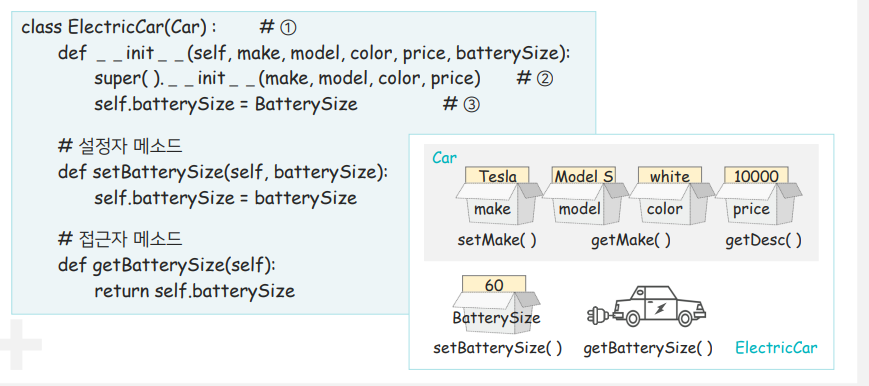 class ElectricCar(Car) : # ①
def _ _init_ _(self, make, model, color, price, batterySize):
super( )._ _init_ _(make, model, color, price) # ②
self.batterySize = BatterySize # ③
# 설정자 메소드
def setBatterySize(self, batterySize):
self.batterySize = batterySize
# 접근자 메소드
def getBatterySize(self):
return self.batterySize
Car
Tesla Model S white 10000
make model color price
setMake( ) getMake( ) getDesc( )
60
BatterySize
setBatterySize( ) getBatterySize( ) ElectricCar